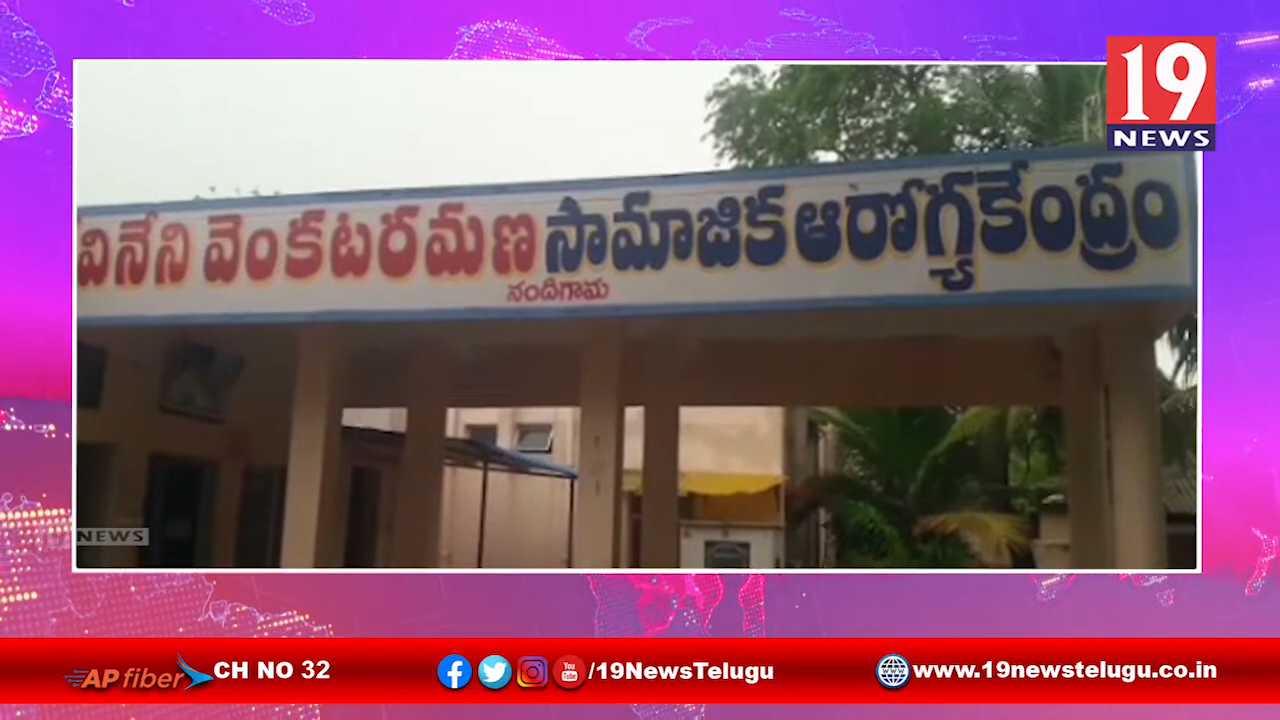 19
NEWS
వినేని వెంకటరమణ సామాజిక ఆరోగ్యకేంద్రం
నందిగామ
NEWS
AP fiber CH NO 32 /19NewsTelugu www.19newstelugu.co.in